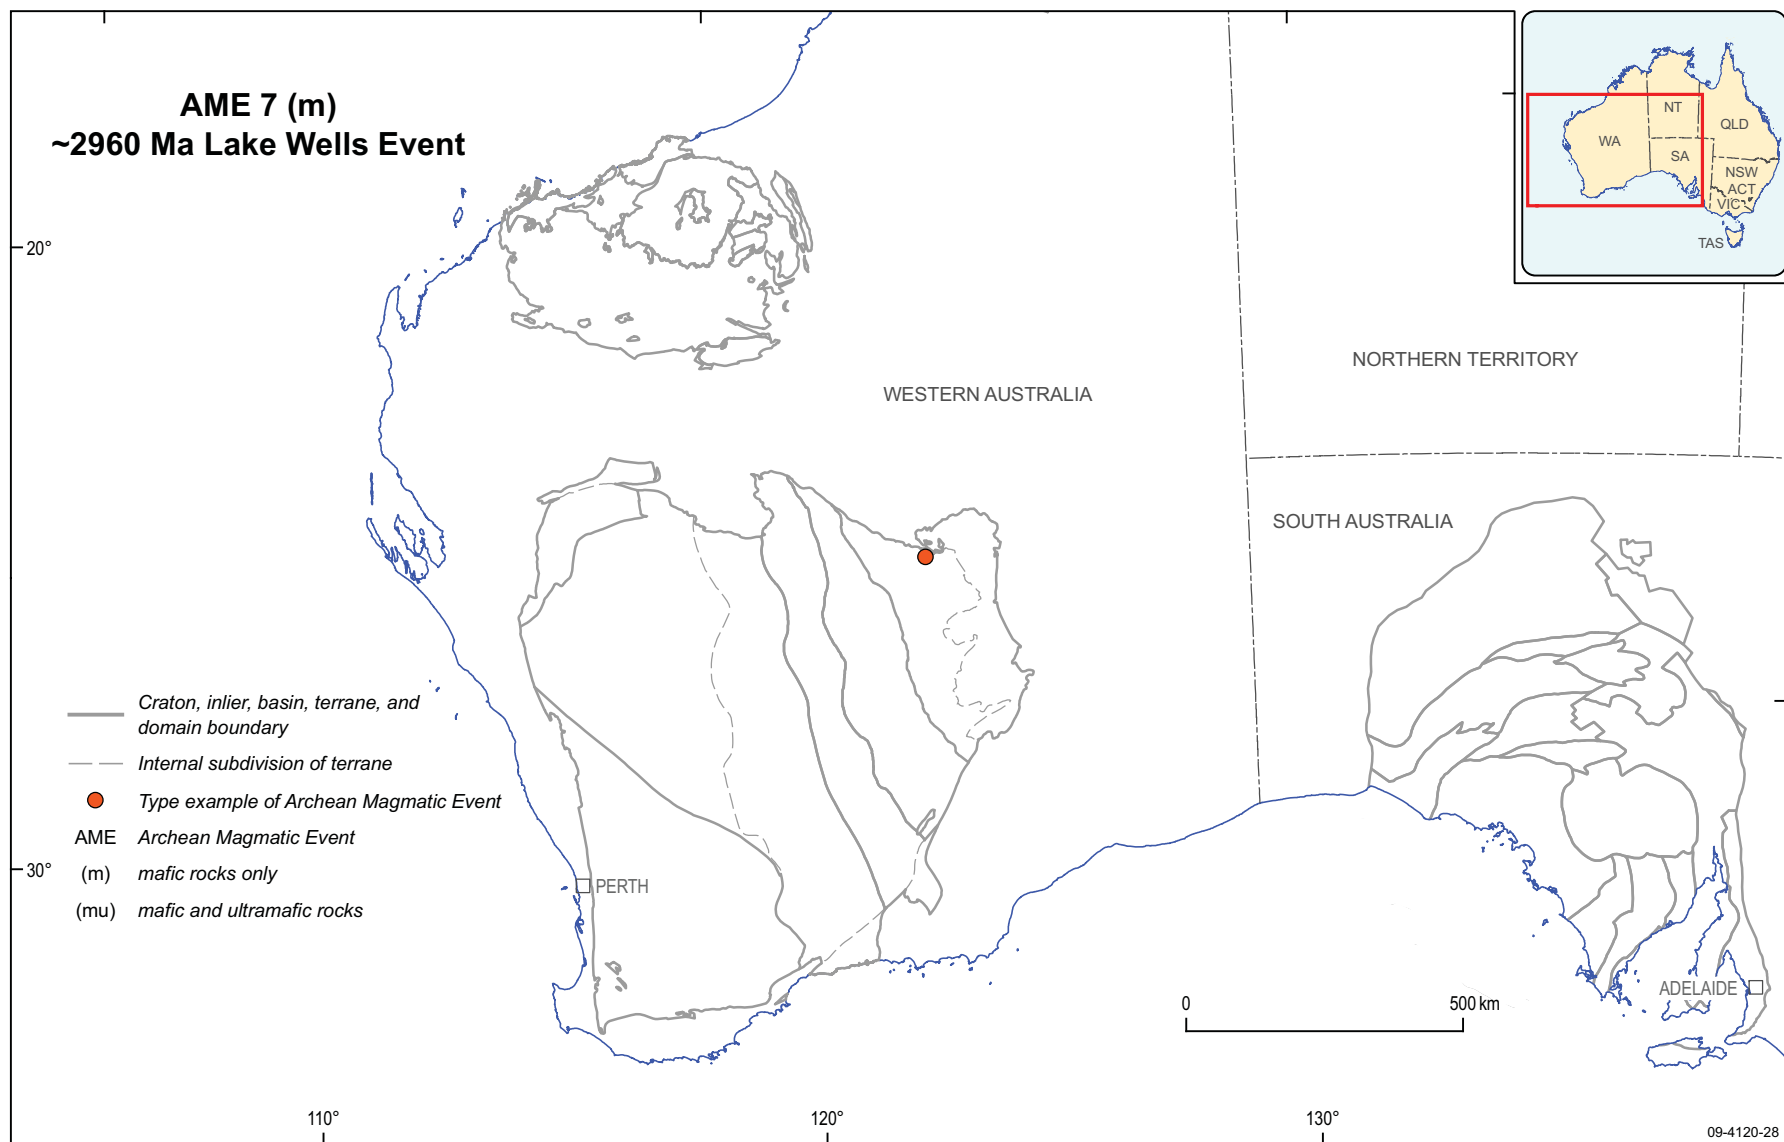 AME 7 (m)
~2960 Ma Lake Wells Event
NT
QLD
WA
SA
NSW
ACT
VIC
TAS
20°
NORTHERN TERRITORY
WESTERN AUSTRALIA
SOUTH AUSTRALIA
Craton, inlier, basin, terrane, and
domain boundary
Internal subdivision of terrane
Type example of Archean Magmatic Event
AME Archean Magmatic Event
(m) mafic rocks only
(mu) mafic and ultramafic rocks
30°
PERTH
ADELAIDE
0 500 km
110° 120° 130°
09-4120-28